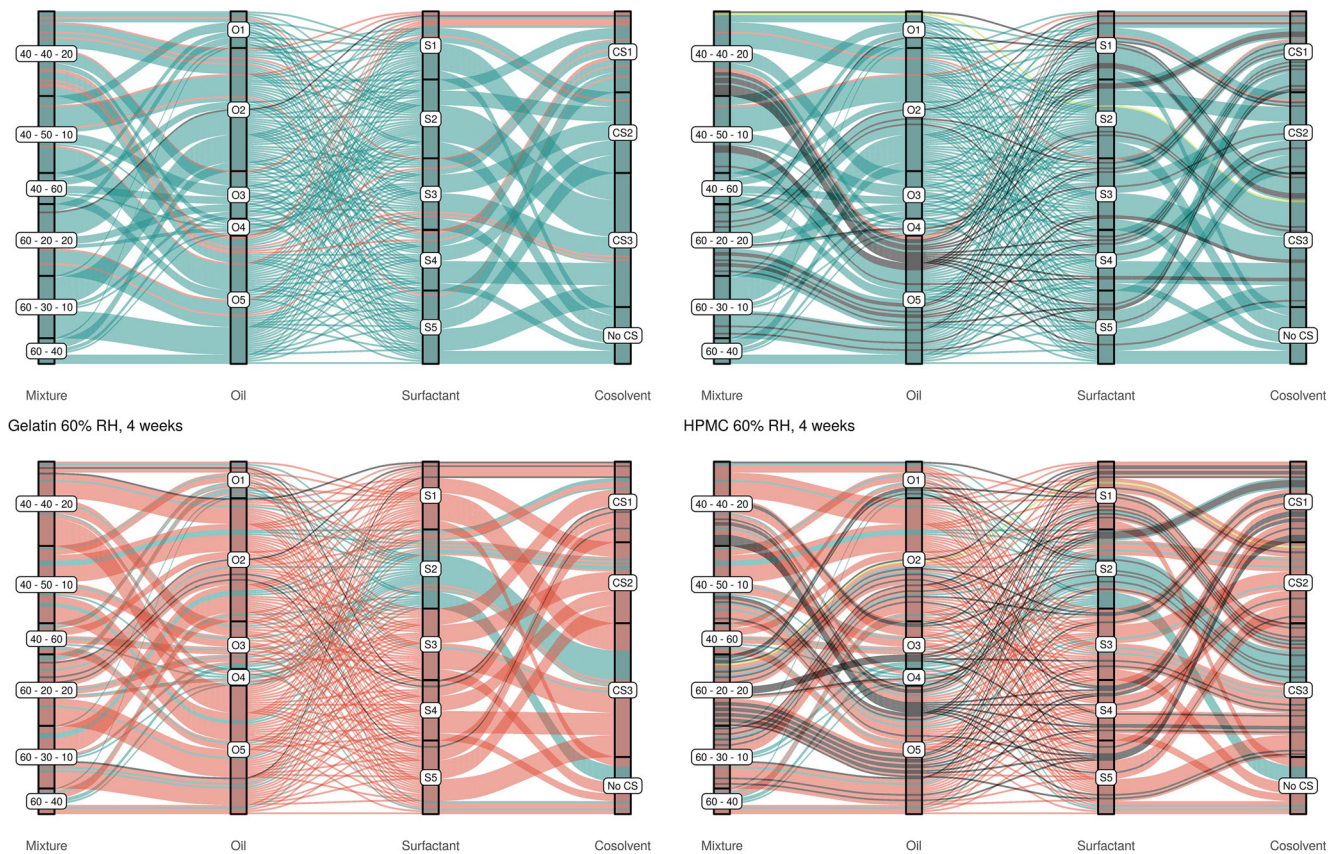 40 - 40 - 20
40 - 50 - 10
40 - 60
60 - 20 - 20
60 - 30 - 10
60 - 40
O1
O2
O3
O4
O5
S1
S2
S3
S4
S5
CS1
CS2
CS3
No CS
Mixture Oil Surfactant Cosolvent
40 - 40 - 20
40 - 50 - 10
40 - 60
60 - 20 - 20
60 - 30 - 10
60 - 40
O1
O2
O3
O4
O5
S1
S2
S3
S4
S5
CS1
CS2
CS3
No CS
Mixture Oil Surfactant Cosolvent
Gelatin 60% RH, 4 weeks
40 - 40 - 20
40 - 50 - 10
40 - 60
60 - 20 - 20
60 - 30 - 10
60 - 40
O1
O2
O3
O4
O5
S1
S2
S3
S4
S5
CS1
CS2
CS3
No CS
Mixture Oil Surfactant Cosolvent
HPMC 60% RH, 4 weeks
40 - 40 - 20
40 - 50 - 10
40 - 60
60 - 20 - 20
60 - 30 - 10
60 - 40
O1
O2
O3
O4
O5
S1
S2
S3
S4
S5
CS1
CS2
CS3
No CS
Mixture Oil Surfactant Cosolvent